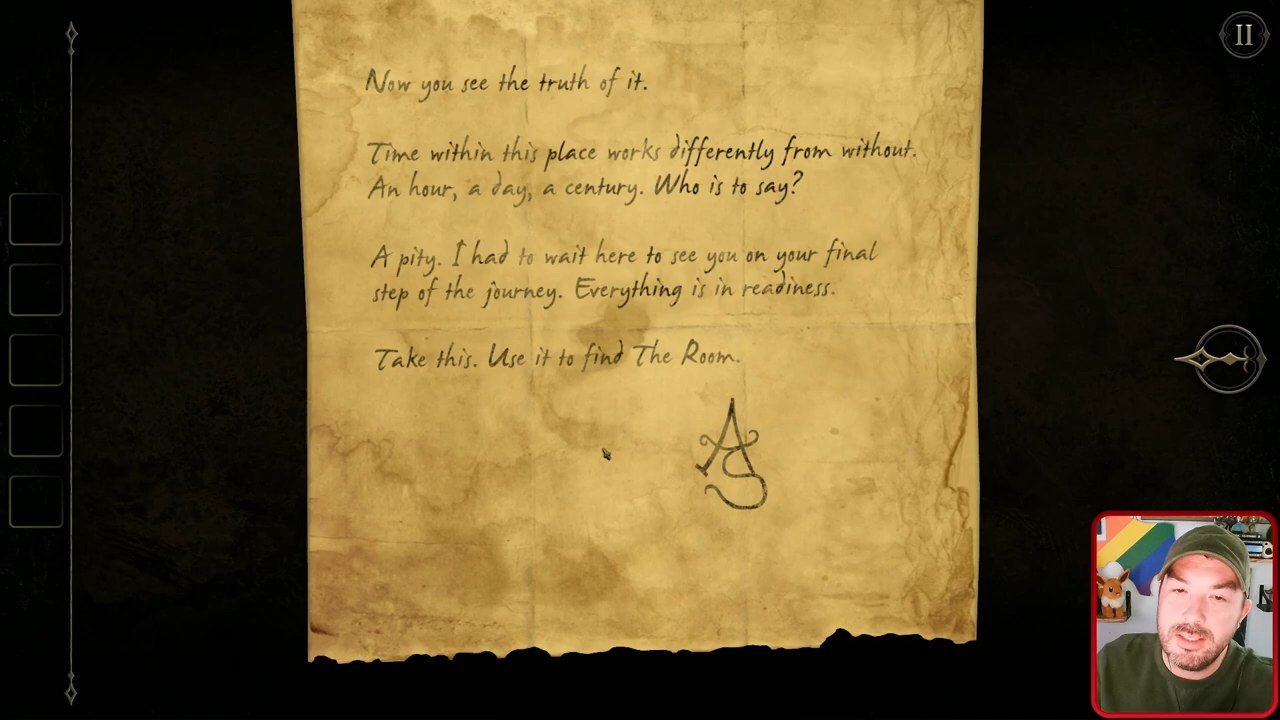 Now you see the truth of it.
Time within this place works differently from without.
An hour, a day, a century. Who is to say?
A pity. I had to wait here to see you on your final
step of the journey. Everything is in readiness.
Take this. Use it to find The Room.
AS